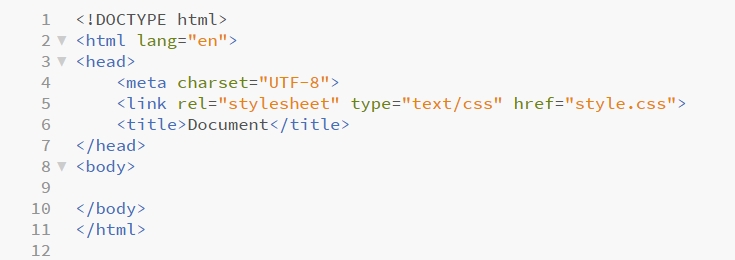 1 <!DOCTYPE html>
2 <html lang="en">
3 <head>
4     <meta charset="UTF-8">
5     <link rel="stylesheet" type="text/css" href="style.css">
6     <title>Document</title>
7 </head>
8 <body>
9
10 </body>
11 </html>
12